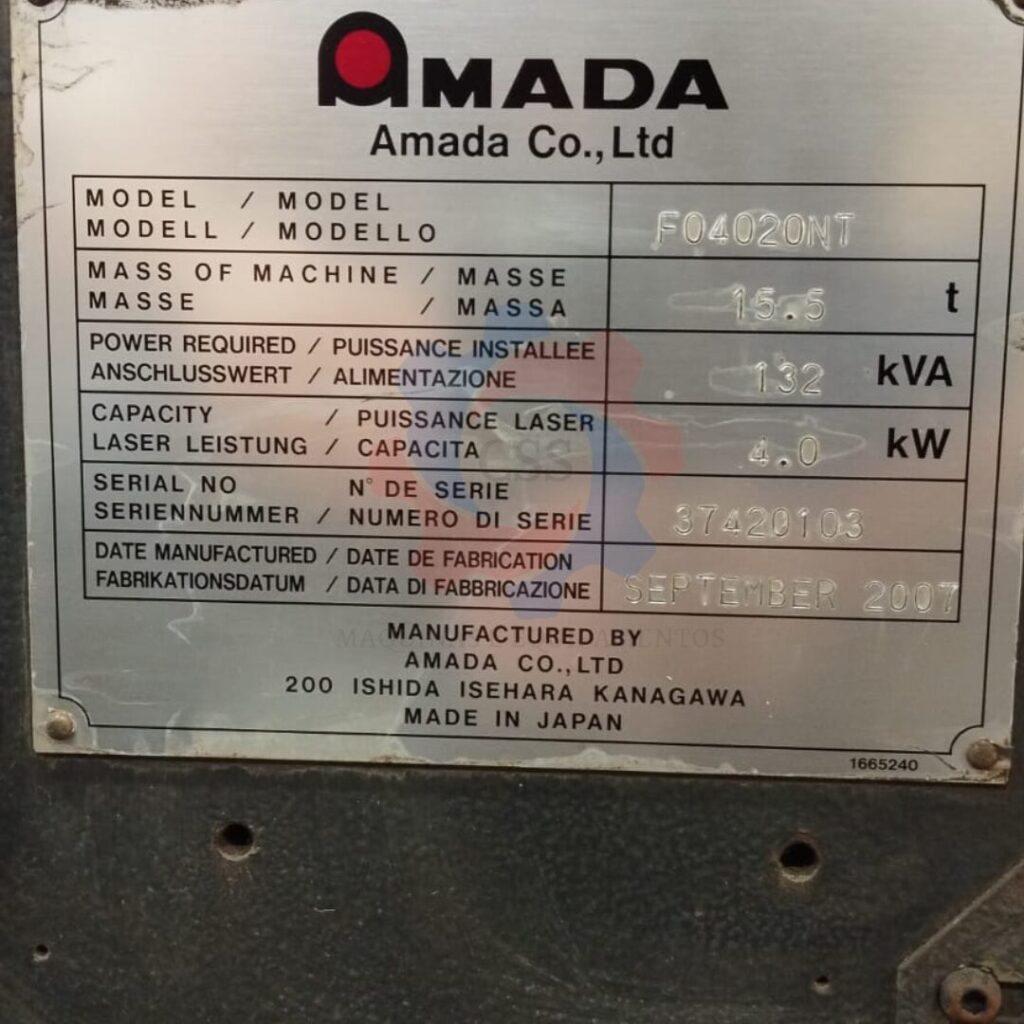 AMADA
Amada Co.,Ltd
MODEL / MODEL
MODELL / MODELLO
F04020NT
MASS OF MACHINE / MASSE
MASSE / MASSA
15.5 t
POWER REQUIRED / PUISSANCE INSTALLEE
ANSCHLUSSWERT / ALIMENTAZIONE
132 kVA
CAPACITY / PUISSANCE LASER
LASER LEISTUNG / CAPACITA
4.0 kW
SERIAL NO N° DE SERIE
SERIENNUMMER / NUMERO DI SERIE
37420103
DATE MANUFACTURED / DATE DE FABRICATION
FABRIKATIONSDATUM / DATA DI FABBRICAZIONE
SEPTEMBER 2007
MANUFACTURED BY
AMADA CO.,LTD
200 ISHIDA ISEHARA KANAGAWA
MADE IN JAPAN
1665240
CSS